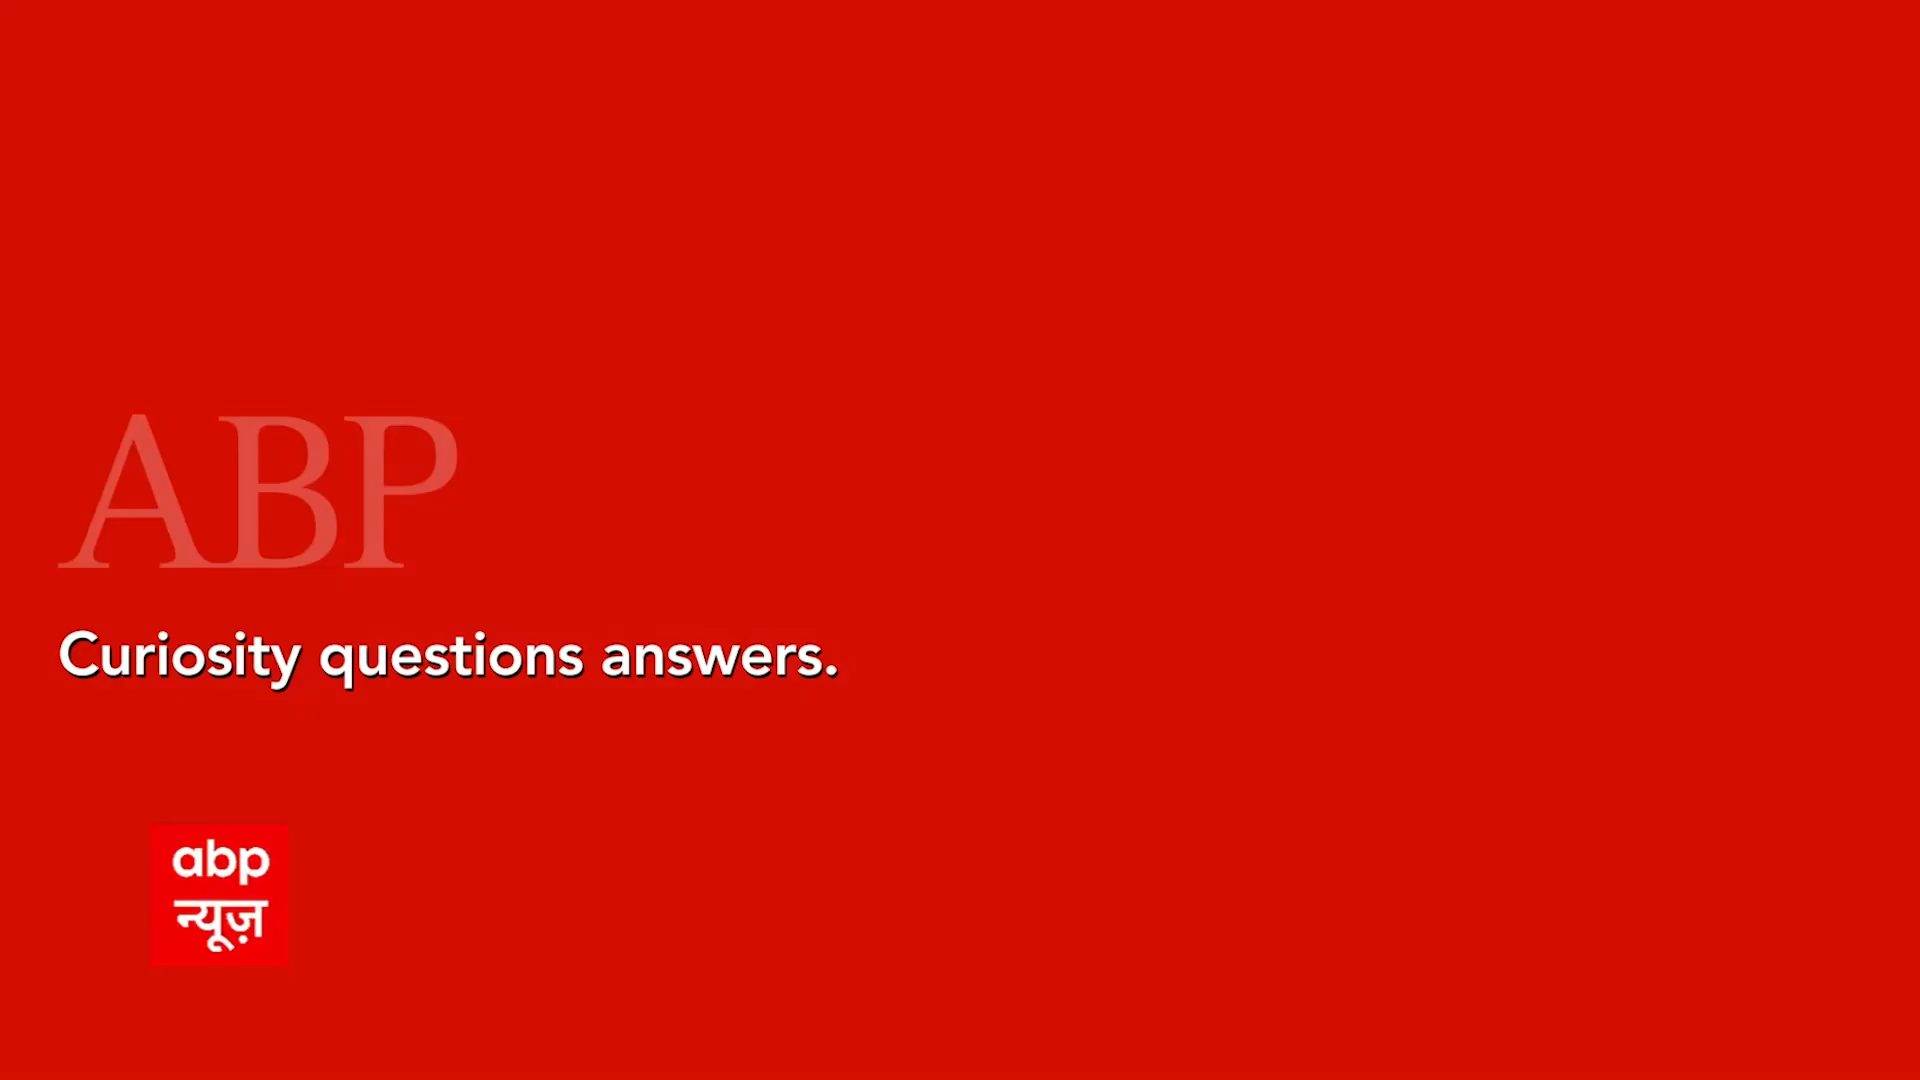 ABP
Curiosity questions answers.
abp
न्यूज़